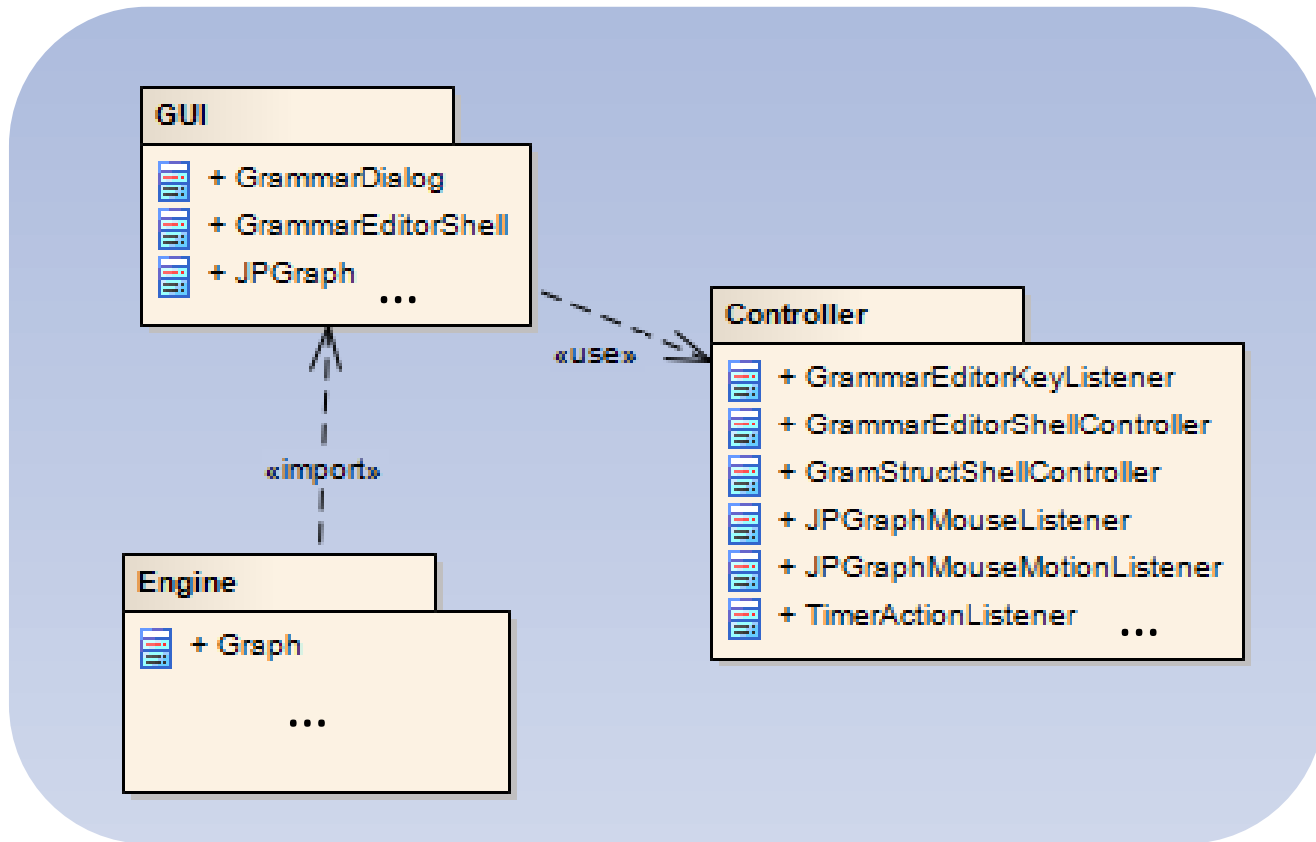 GUI
+ GrammarDialog
+ GrammarEditorShell
+ JPGraph
...
«use»
Controller
+ GrammarEditorKeyListener
+ GrammarEditorShellController
+ GramStructShellController
+ JPGraphMouseListener
+ JPGraphMouseMotionListener
+ TimerActionListener
...
«import»
Engine
+ Graph
...